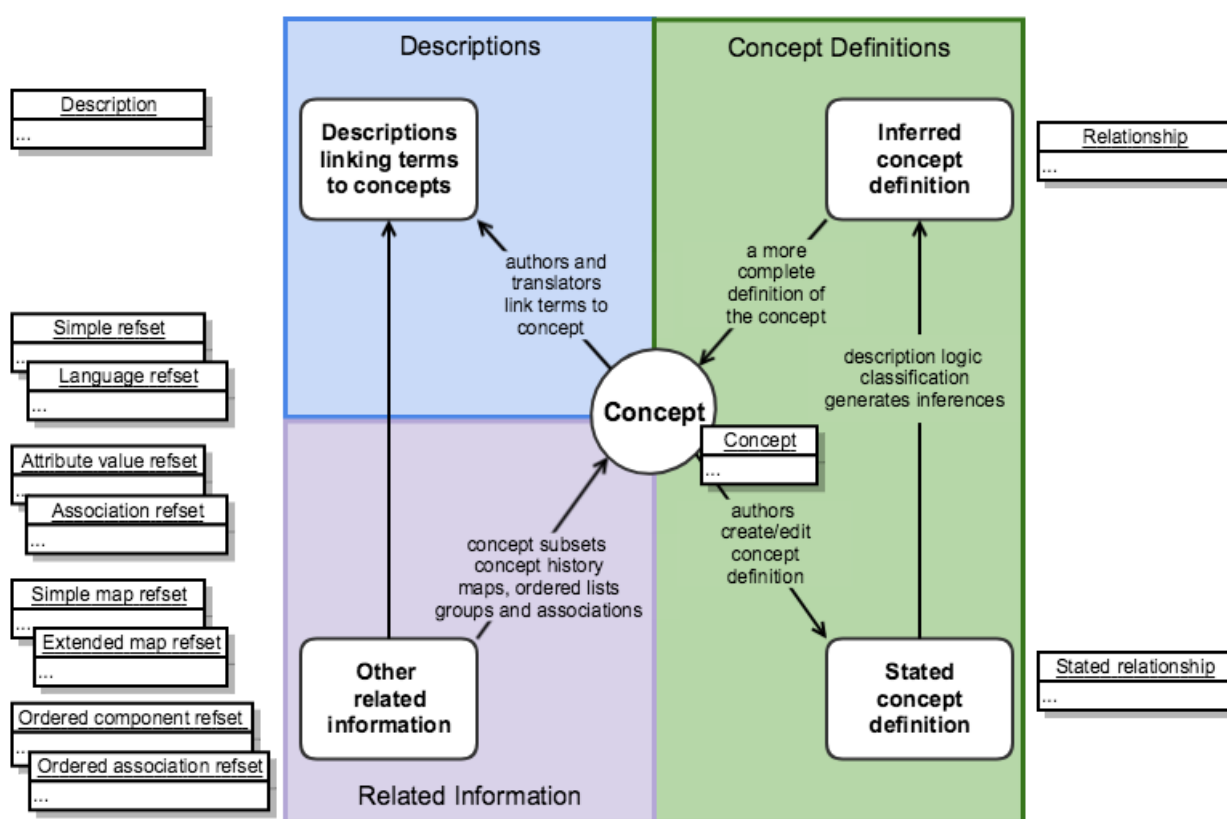 Descriptions
Concept Definitions
Description
...
Descriptions
linking terms
to concepts
Inferred
concept
definition
Relationship
...
authors and
translators
link terms to
concept
a more
complete
definition of
the concept
Simple refset
...
Language refset
...
description logic
classification
generates inferences
Concept
Concept
...
Attribute value refset
...
Association refset
...
concept subsets
concept history
maps, ordered lists
groups and associations
authors
create/edit
concept
definition
Simple map refset
...
Extended map refset
...
Other
related
information
Stated
concept
definition
Stated relationship
...
Ordered component refset
...
Ordered association refset
...
Related Information